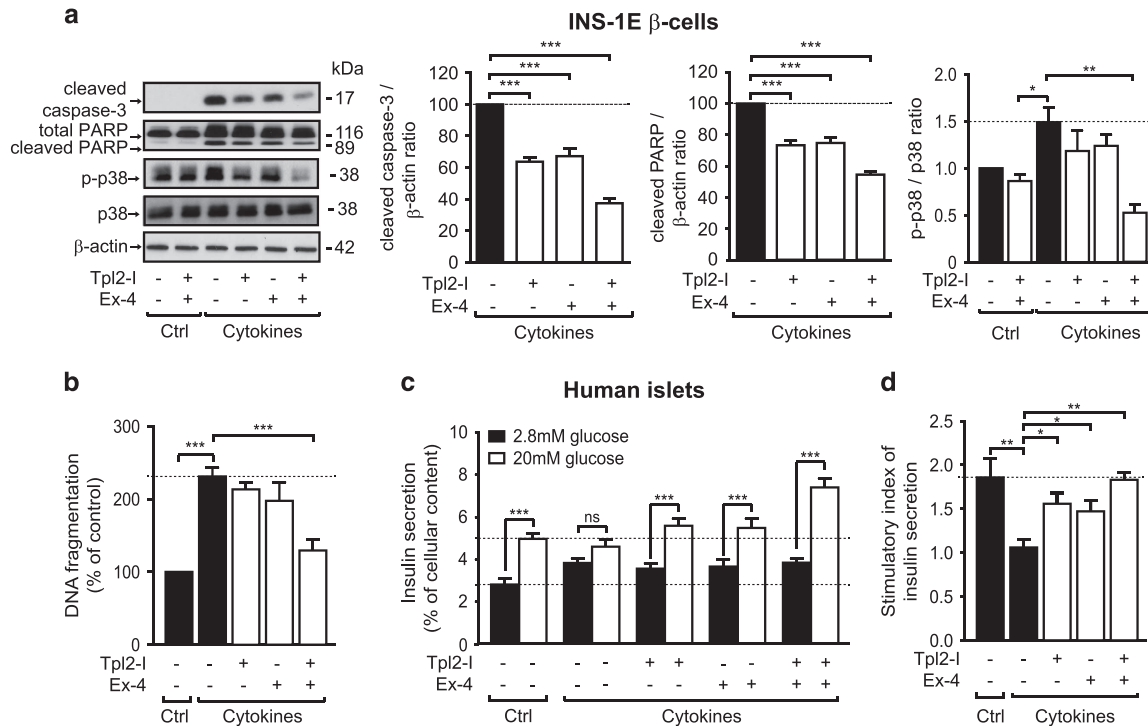 a
INS-1E β-cells
kDa
cleaved caspase-3
17
total PARP
116
cleaved PARP
89
p-p38
38
p38
38
β-actin
42
Tpl2-I - + - + - +
Ex-4 - + - - + +
Ctrl Cytokines
cleaved caspase-3 /
β-actin ratio
120
100
80
60
40
20
0
***
***
***
Tpl2-I - + - +
Ex-4 - - + +
Cytokines
cleaved PARP /
β-actin ratio
120
100
80
60
40
20
0
***
***
***
Tpl2-I - + - +
Ex-4 - - + +
Cytokines
p-p38 / p38 ratio
2.0
1.5
1.0
0.5
0.0
**
*
Tpl2-I - + - + - +
Ex-4 - + - - + +
Ctrl Cytokines
b
DNA fragmentation
(% of control)
300
200
100
0
***
***
Tpl2-I - - + - +
Ex-4 - - - + +
Ctrl Cytokines
c
Human islets
2.8mM glucose
20mM glucose
Insulin secretion
(% of cellular content)
10
8
6
4
2
0
***
ns
***
***
***
Tpl2-I - - - - + + - - + +
Ex-4 - - - - - - + + + +
Ctrl Cytokines
d
Stimulatory index of
insulin secretion
2.5
2.0
1.5
1.0
0.5
0.0
**
*
*
**
Tpl2-I - - + - +
Ex-4 - - - + +
Ctrl Cytokines